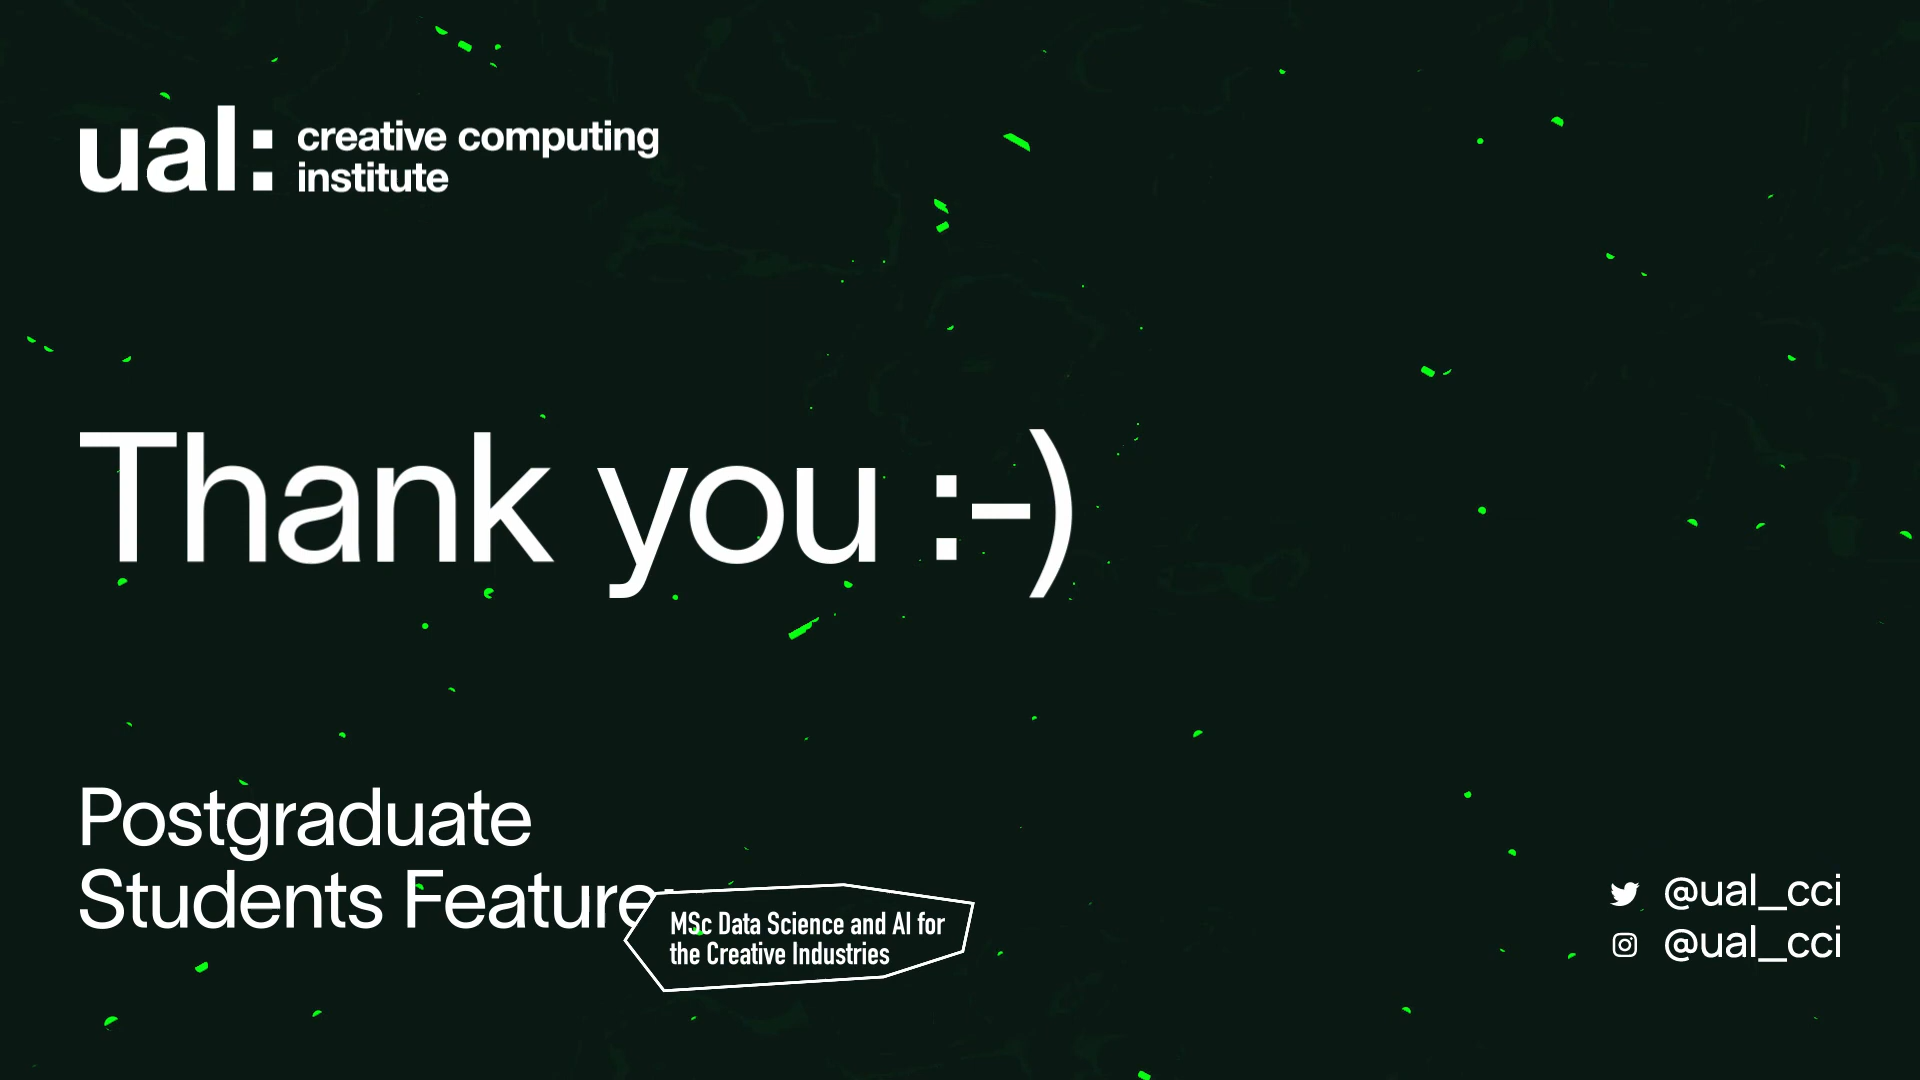 ual: creative computing
institute
Thank you :-)
Postgraduate
Students Feature
MSc Data Science and AI for
the Creative Industries
@ual_cci
@ual_cci